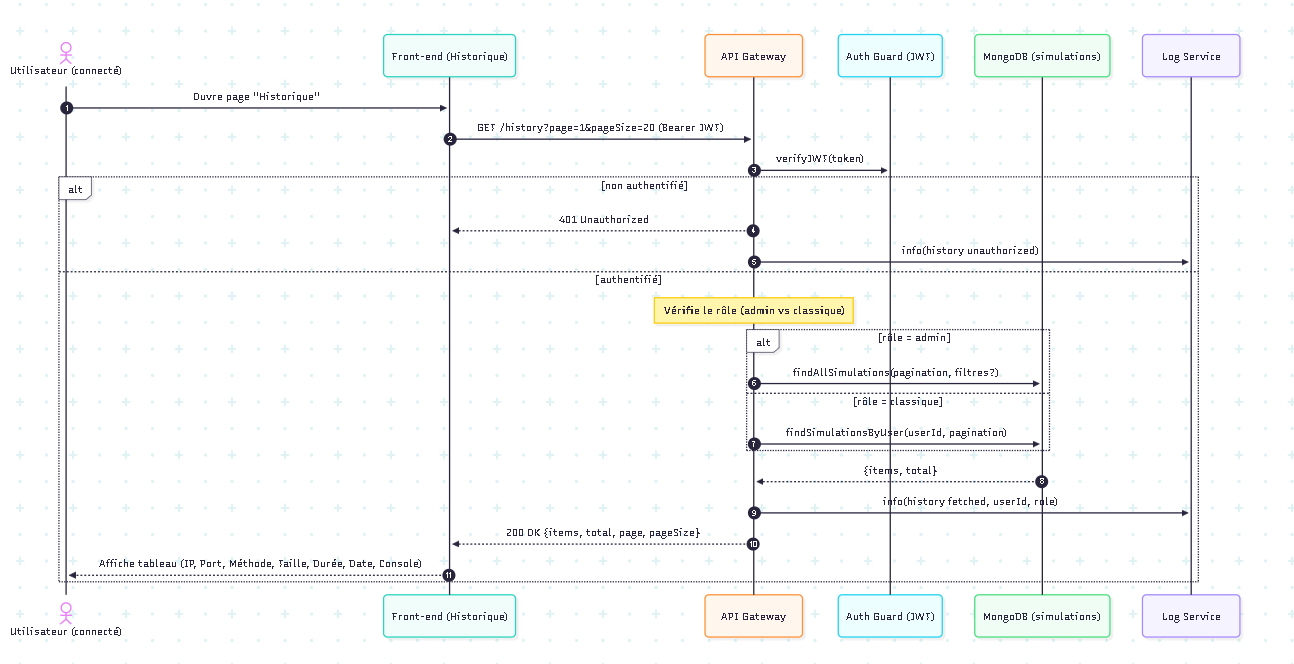 Utilisateur (connecté)
Front-end (Historique)
API Gateway
Auth Guard (JWT)
MongoDB (simulations)
Log Service
1
Ouvre page "Historique"
2
GET /history?page=1&pageSize=20 (Bearer JWT)
3
verifyJWT(token)
alt
[non authentifié]
401 Unauthorized
4
info(history unauthorized)
5
[authentifié]
Vérifie le rôle (admin vs classique)
alt
[rôle = admin]
findAllSimulations(pagination, filtres?)
6
[rôle = classique]
findSimulationsByUser(userId, pagination)
7
{items, total}
8
info(history fetched, userId, role)
9
200 OK {items, total, page, pageSize}
10
Affiche tableau (IP, Port, Méthode, Taille, Durée, Date, Console)
11
Utilisateur (connecté)
Front-end (Historique)
API Gateway
Auth Guard (JWT)
MongoDB (simulations)
Log Service